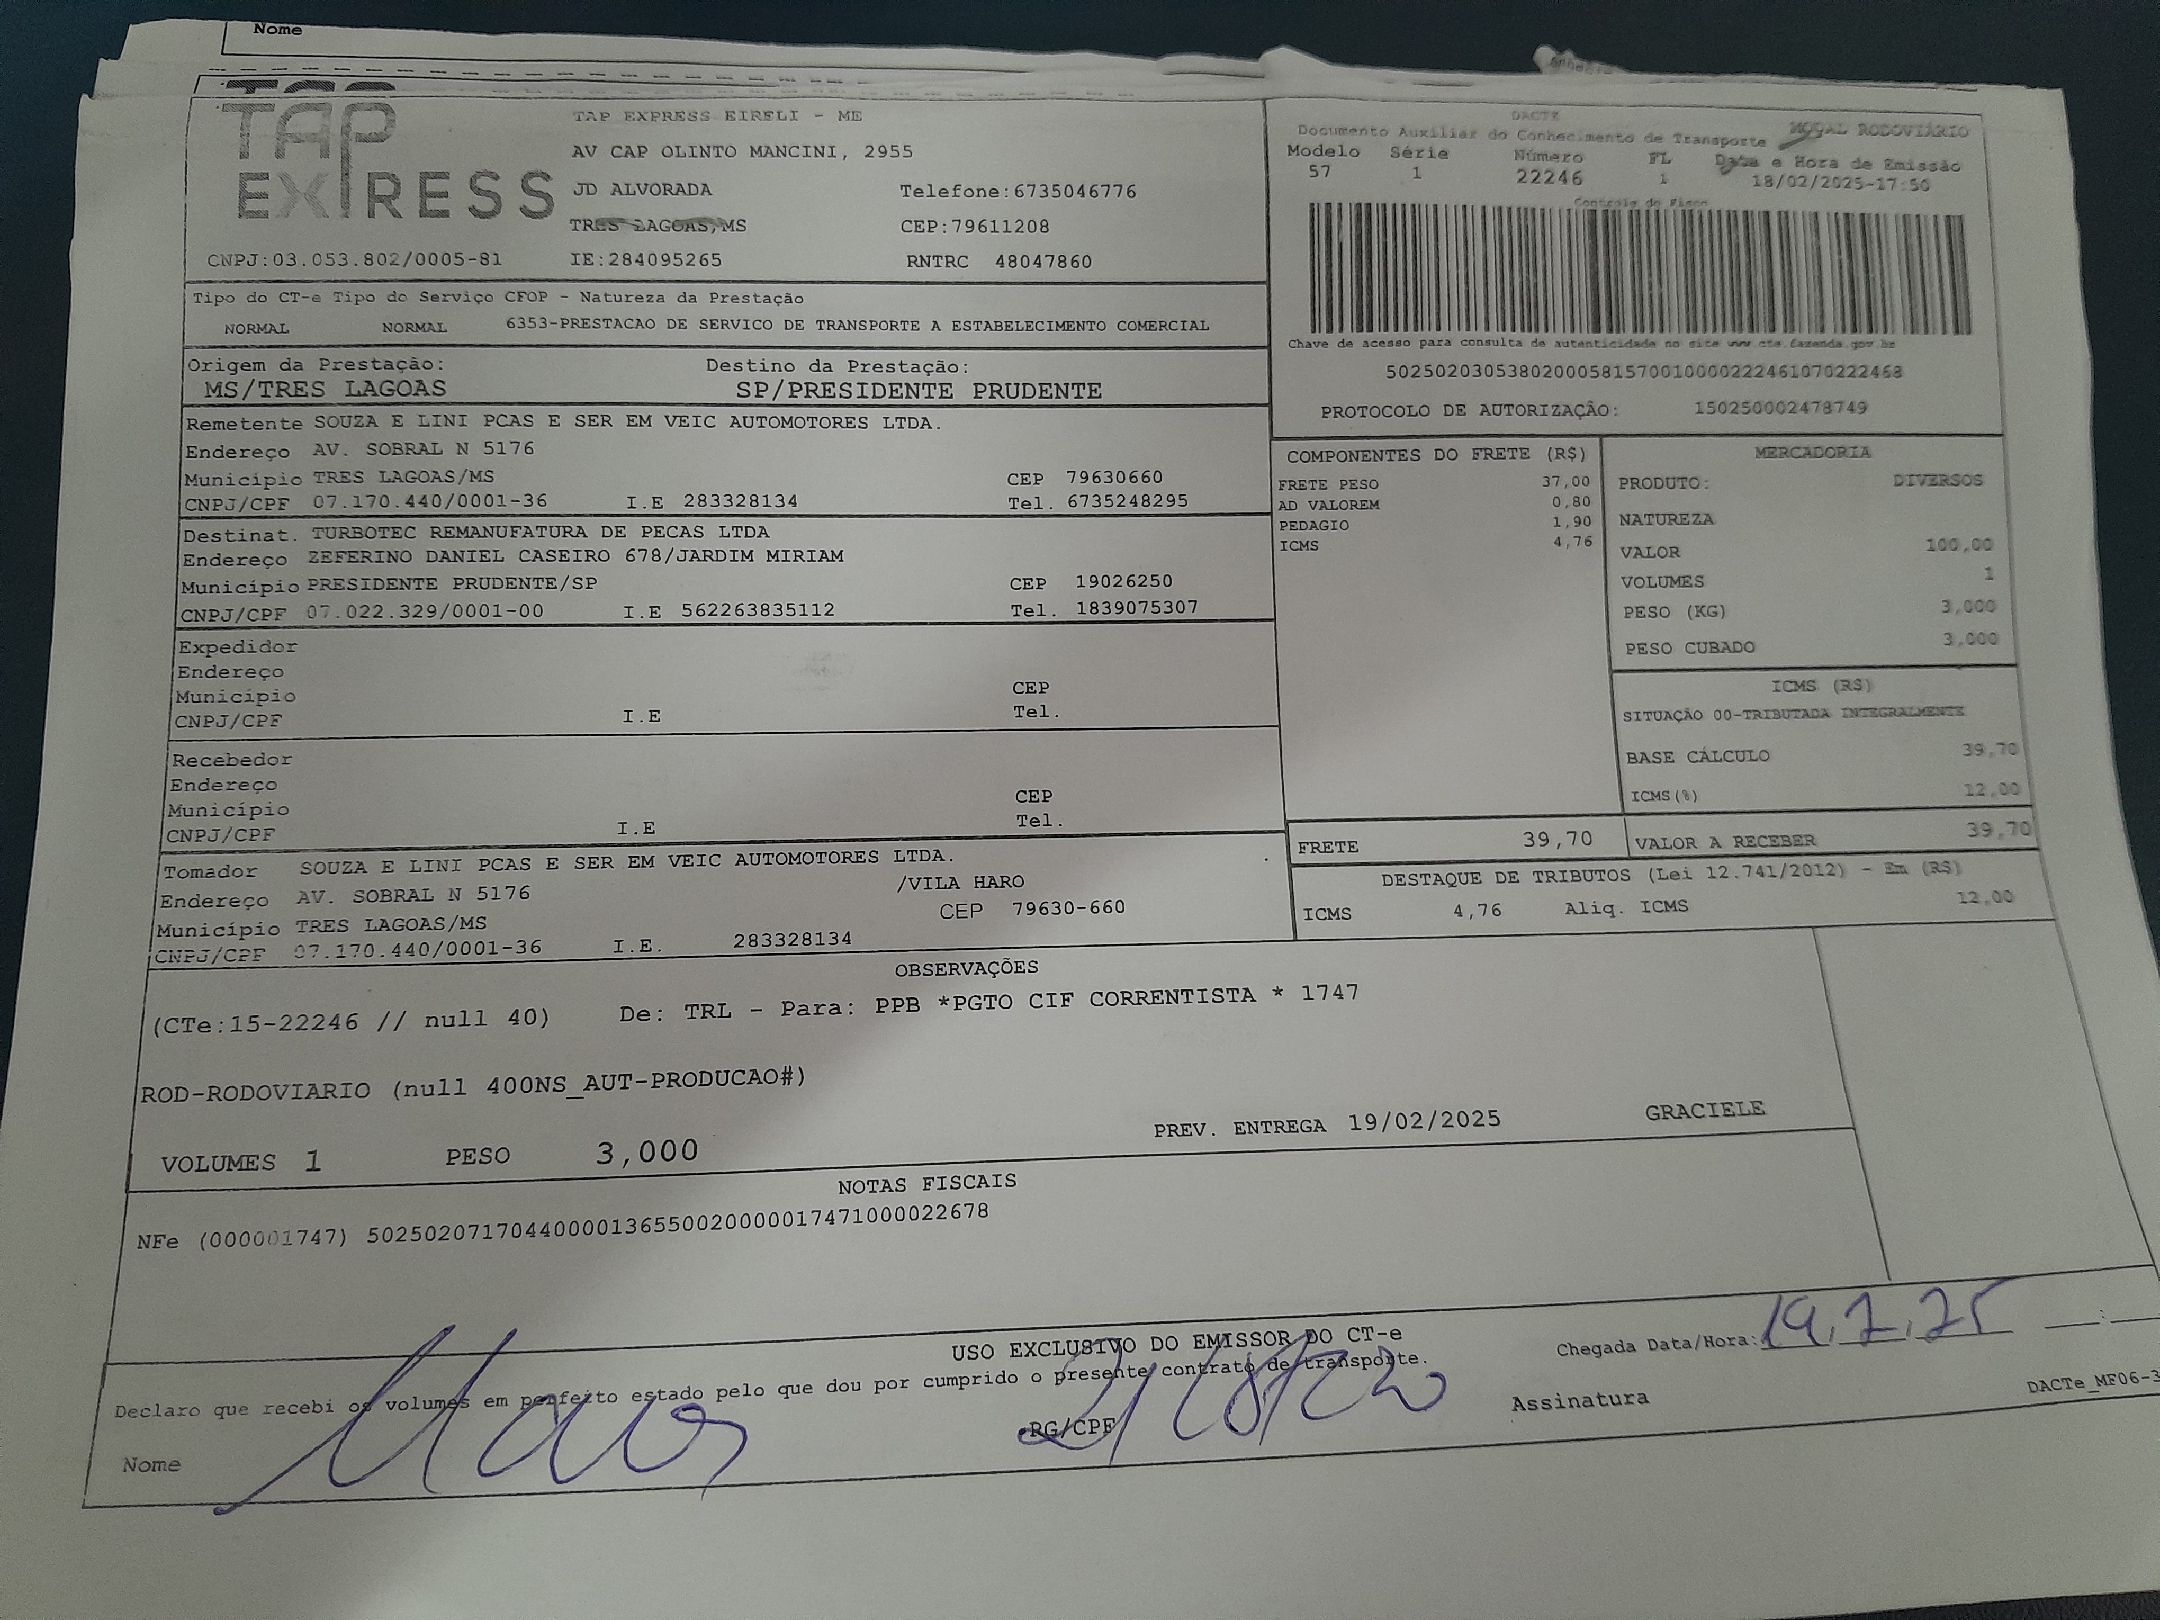 Nome
TAP
EXPRESS
TAP EXPRESS EIRELI - ME
AV CAP OLINTO MANCINI, 2955
JD ALVORADA Telefone:6735046776
TRES LAGOAS/MS CEP:79611208
CNPJ:03.053.802/0005-81 IE:284095265 RNTRC 48047860
DACTE
Documento Auxiliar do Conhecimento de Transporte MODAL RODOVIÁRIO
Modelo Série Número FL Data e Hora de Emissão
57 1 22246 1 18/02/2025-17:50
Controle do Fisco
Chave de acesso para consulta de autenticidade no site www.cte.fazenda.gov.br
50250203053802000581570010000222461070222468
PROTOCOLO DE AUTORIZAÇÃO: 150250002478749
Tipo do CT-e Tipo do Serviço CFOP - Natureza da Prestação
NORMAL NORMAL 6353-PRESTACAO DE SERVICO DE TRANSPORTE A ESTABELECIMENTO COMERCIAL
Origem da Prestação: Destino da Prestação:
MS/TRES LAGOAS SP/PRESIDENTE PRUDENTE
Remetente SOUZA E LINI PCAS E SER EM VEIC AUTOMOTORES LTDA.
Endereço AV. SOBRAL N 5176
Município TRES LAGOAS/MS CEP 79630660
CNPJ/CPF 07.170.440/0001-36 I.E 283328134 Tel. 6735248295
Destinat. TURBOTEC REMANUFATURA DE PECAS LTDA
Endereço ZEFERINO DANIEL CASEIRO 678/JARDIM MIRIAM
Município PRESIDENTE PRUDENTE/SP CEP 19026250
CNPJ/CPF 07.022.329/0001-00 I.E 562263835112 Tel. 1839075307
Expedidor
Endereço
Município CEP
CNPJ/CPF I.E Tel.
Recebedor
Endereço
Município CEP
CNPJ/CPF I.E Tel.
Tomador SOUZA E LINI PCAS E SER EM VEIC AUTOMOTORES LTDA.
Endereço AV. SOBRAL N 5176 /VILA HARO
Município TRES LAGOAS/MS CEP 79630-660
CNPJ/CPF 07.170.440/0001-36 I.E. 283328134
COMPONENTES DO FRETE (R$)
FRETE PESO 37,00
AD VALOREM 0,80
PEDAGIO 1,90
ICMS 4,76
MERCADORIA
PRODUTO: DIVERSOS
NATUREZA
VALOR 100,00
VOLUMES 1
PESO (KG) 3,000
PESO CUBADO 3,000
ICMS (R$)
SITUAÇÃO 00-TRIBUTADA INTEGRALMENTE
BASE CÁLCULO 39,70
ICMS(%) 12,00
FRETE 39,70 VALOR A RECEBER 39,70
DESTAQUE DE TRIBUTOS (Lei 12.741/2012) - Em (R$)
ICMS 4,76 Aliq. ICMS 12,00
OBSERVAÇÕES
(CTe:15-22246 // null 40) De: TRL - Para: PPB *PGTO CIF CORRENTISTA * 1747
ROD-RODOVIARIO (null 400NS_AUT-PRODUCAO#)
PREV. ENTREGA 19/02/2025 GRACIELE
VOLUMES 1 PESO 3,000
NOTAS FISCAIS
NFe (000001747) 50250207170440000136550020000017471000022678
USO EXCLUSIVO DO EMISSOR DO CT-e
Chegada Data/Hora: 19.2.25 __:__
Declaro que recebi os volumes em perfeito estado pelo que dou por cumprido o presente contrato de transporte.
Nome RG/CPF Assinatura
DACTe_MF06-3